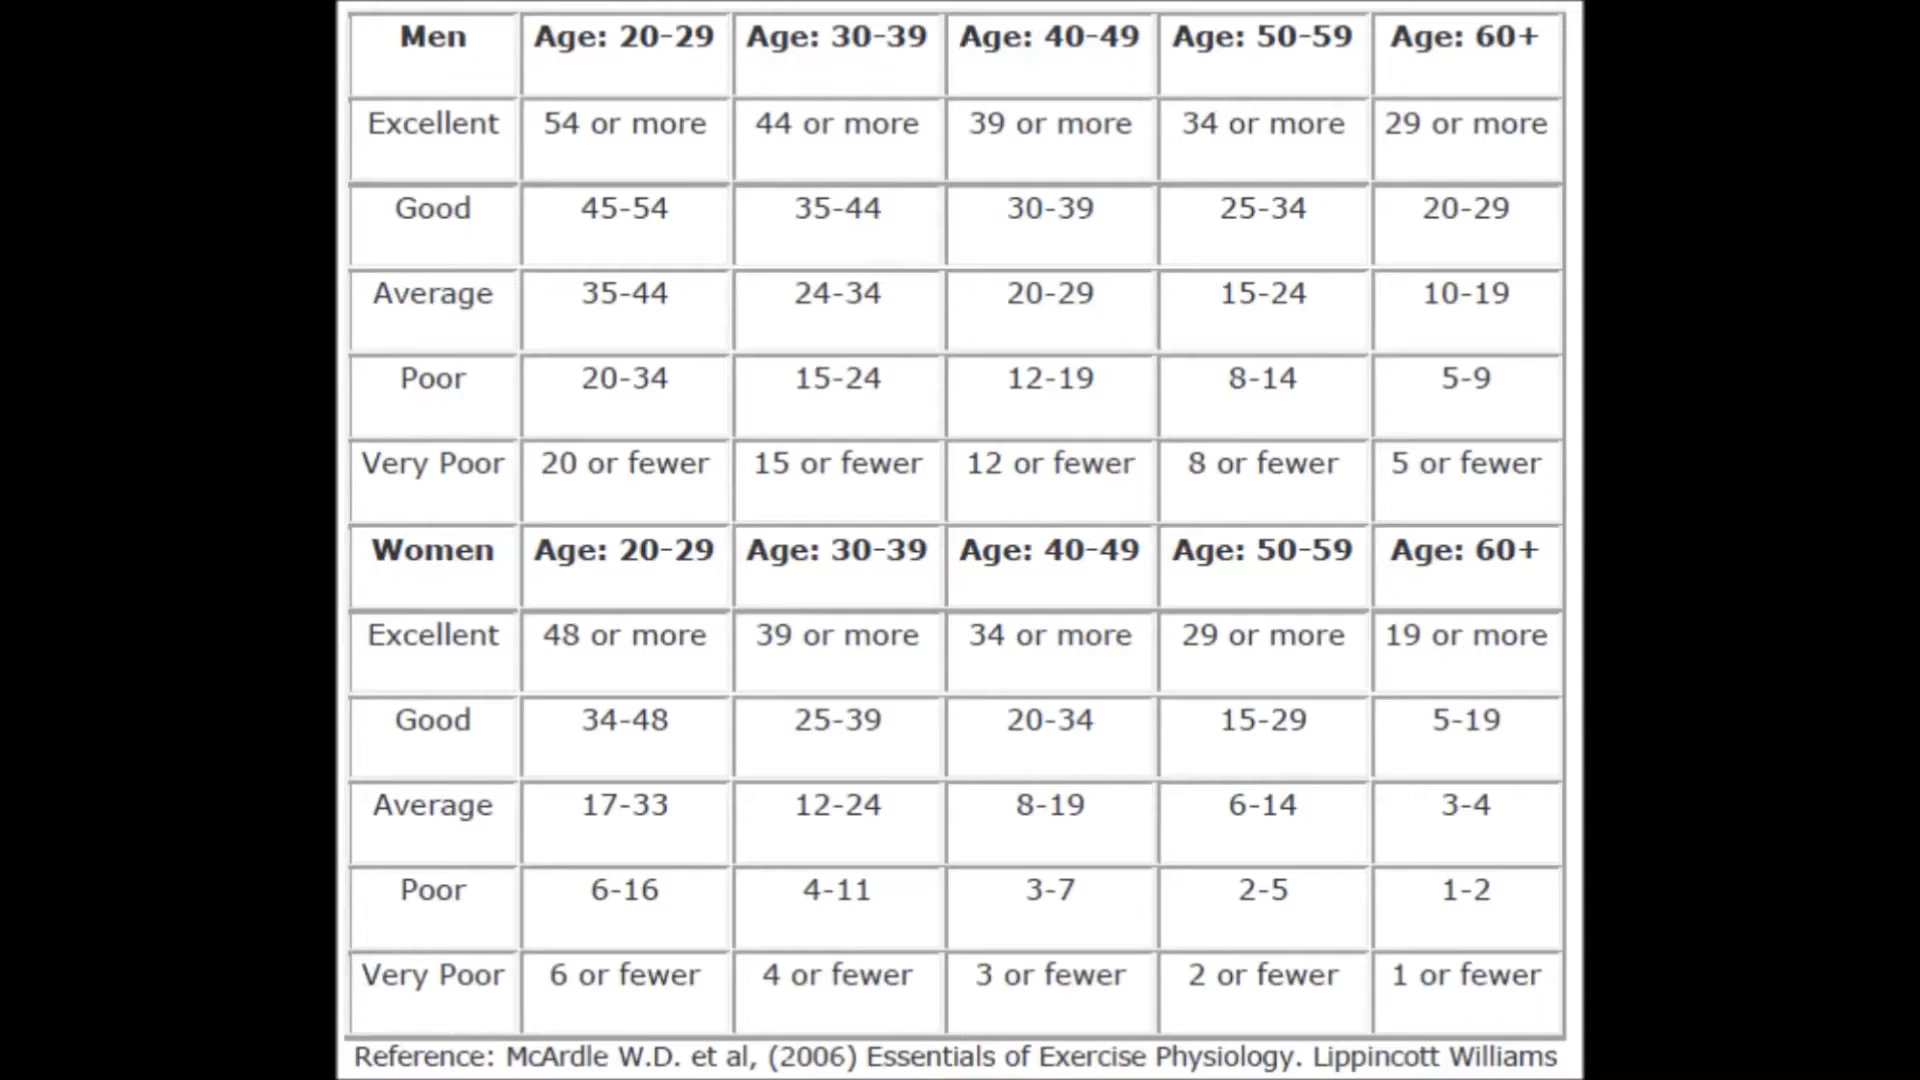 Men Age: 20-29 Age: 30-39 Age: 40-49 Age: 50-59 Age: 60+
Excellent 54 or more 44 or more 39 or more 34 or more 29 or more
Good 45-54 35-44 30-39 25-34 20-29
Average 35-44 24-34 20-29 15-24 10-19
Poor 20-34 15-24 12-19 8-14 5-9
Very Poor 20 or fewer 15 or fewer 12 or fewer 8 or fewer 5 or fewer
Women Age: 20-29 Age: 30-39 Age: 40-49 Age: 50-59 Age: 60+
Excellent 48 or more 39 or more 34 or more 29 or more 19 or more
Good 34-48 25-39 20-34 15-29 5-19
Average 17-33 12-24 8-19 6-14 3-4
Poor 6-16 4-11 3-7 2-5 1-2
Very Poor 6 or fewer 4 or fewer 3 or fewer 2 or fewer 1 or fewer
Reference: McArdle W.D. et al, (2006) Essentials of Exercise Physiology. Lippincott Williams